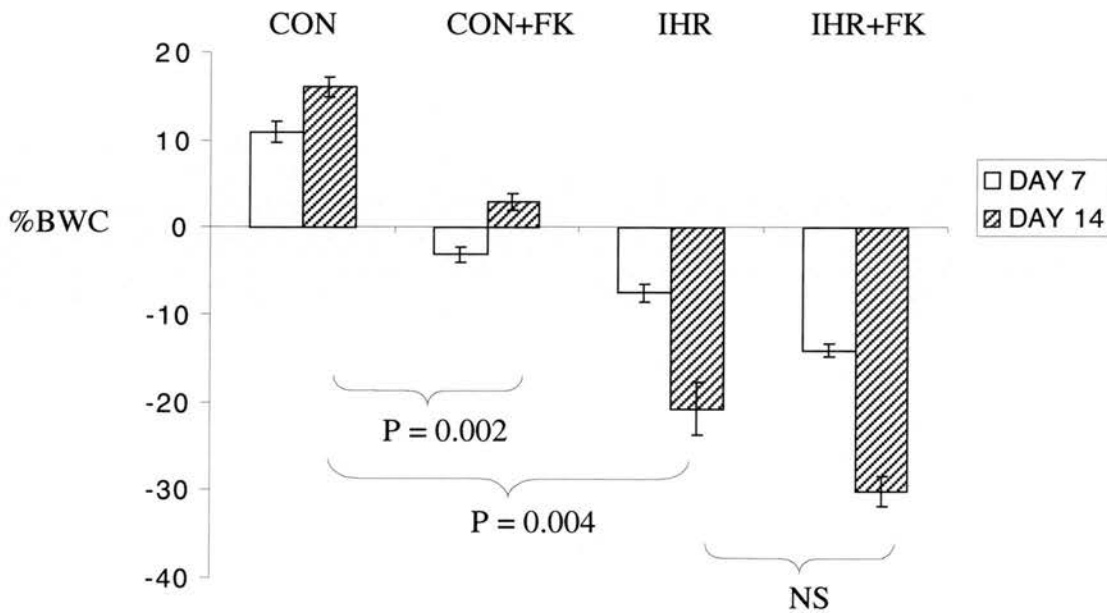 CON CON+FK IHR IHR+FK
20
10
0
-10
-20
-30
-40
%BWC
DAY 7
DAY 14
P = 0.002
P = 0.004
NS